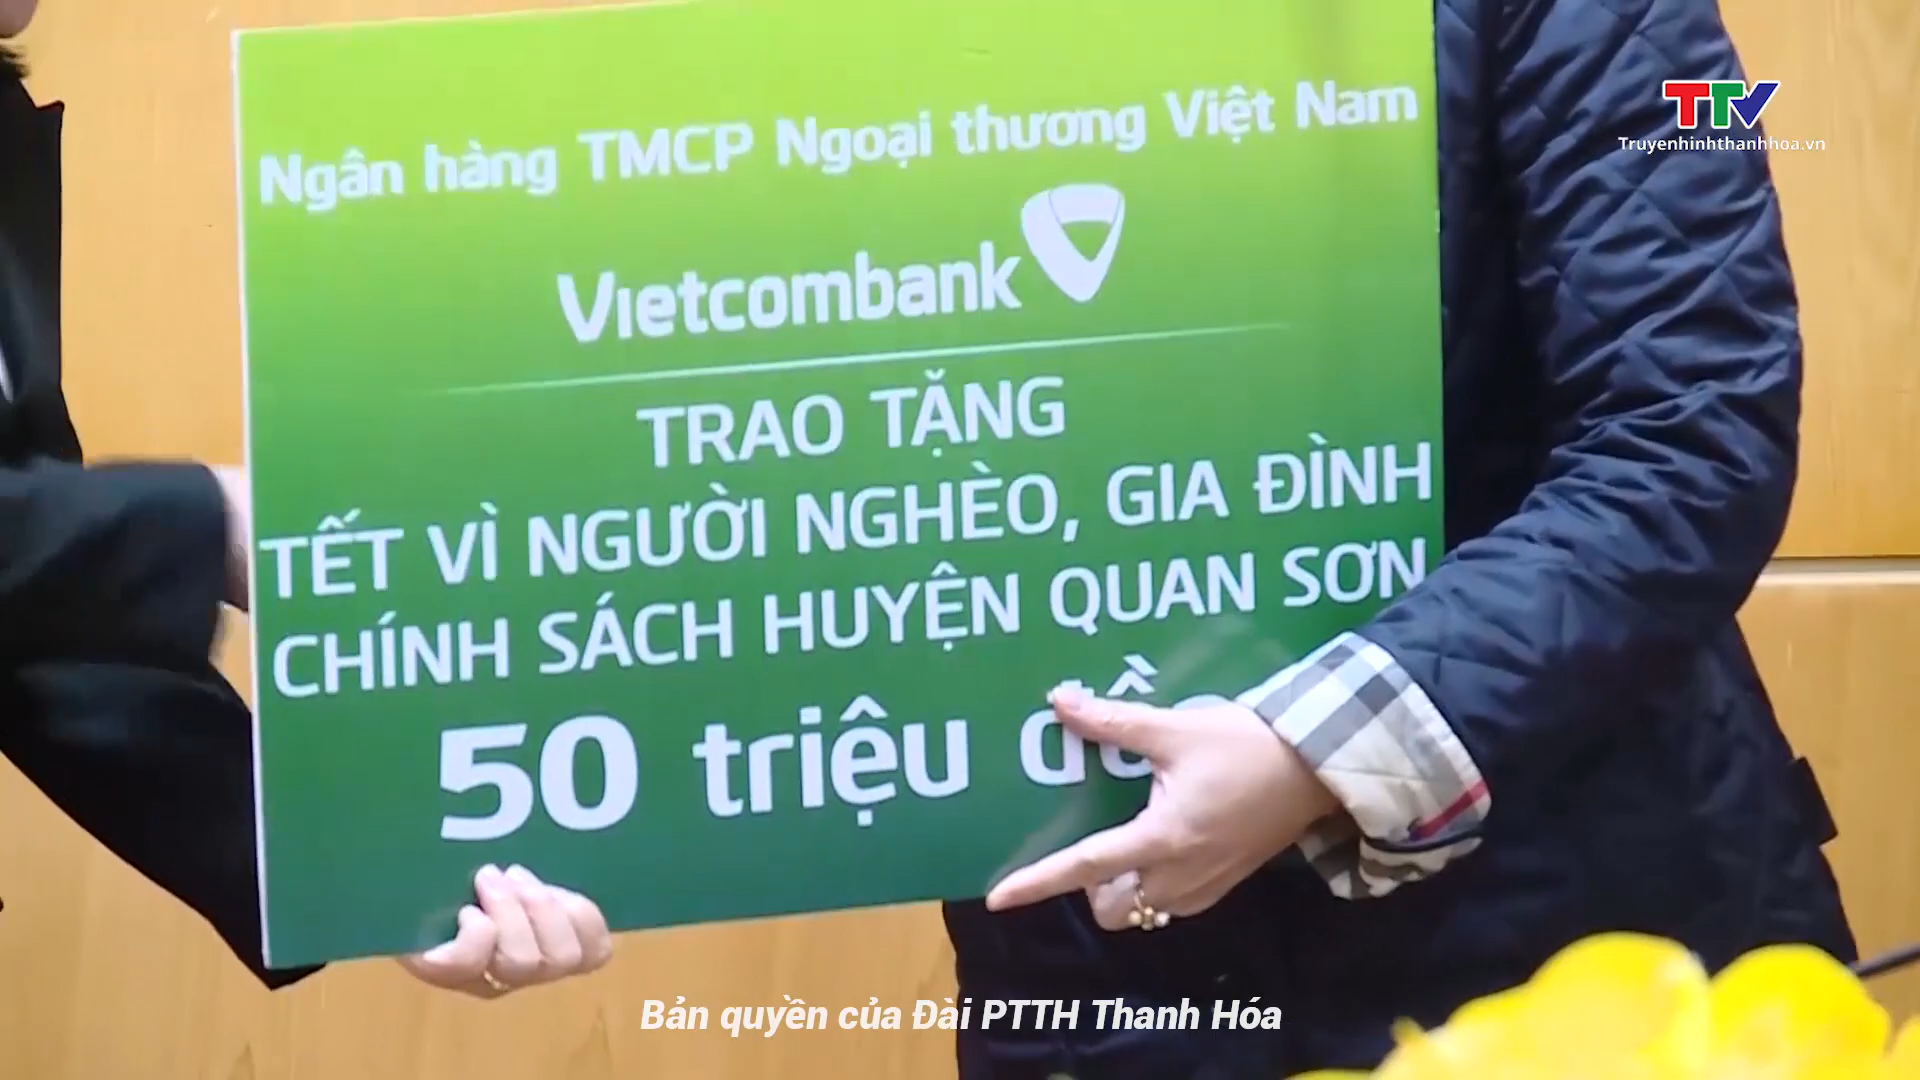 TTV
Truyenhinhthanhhoa.vn
Ngân hàng TMCP Ngoại thương Việt Nam
Vietcombank
TRAO TẶNG
TẾT VÌ NGƯỜI NGHÈO, GIA ĐÌNH
CHÍNH SÁCH HUYỆN QUAN SƠN
50 triệu
Bản quyền của Đài PTTH Thanh Hóa